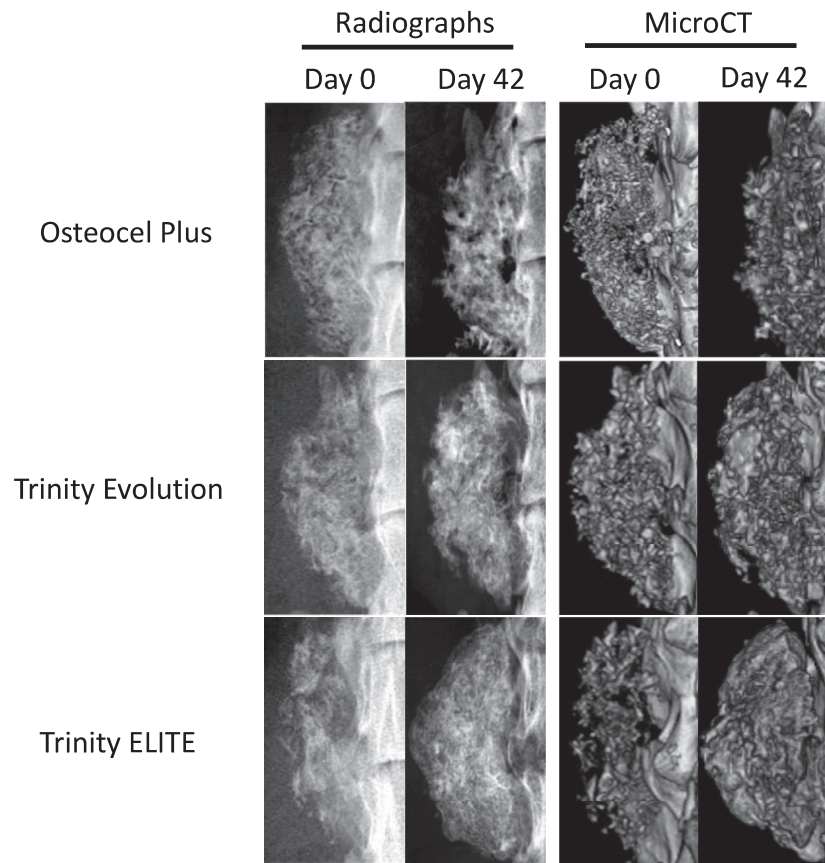 Radiographs MicroCT
Day 0 Day 42 Day 0 Day 42
Osteocel Plus
Trinity Evolution
Trinity ELITE